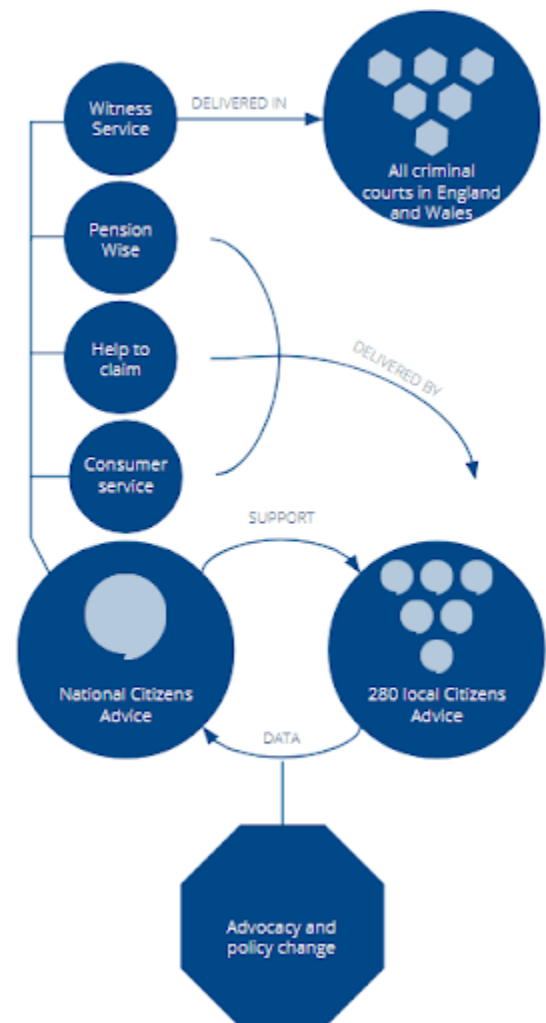 Witness
Service
DELIVERED IN
All criminal
courts in England
and Wales
Pension
Wise
Help to
claim
DELIVERED BY
Consumer
service
SUPPORT
National Citizens
Advice
280 local Citizens
Advice
DATA
Advocacy and
policy change